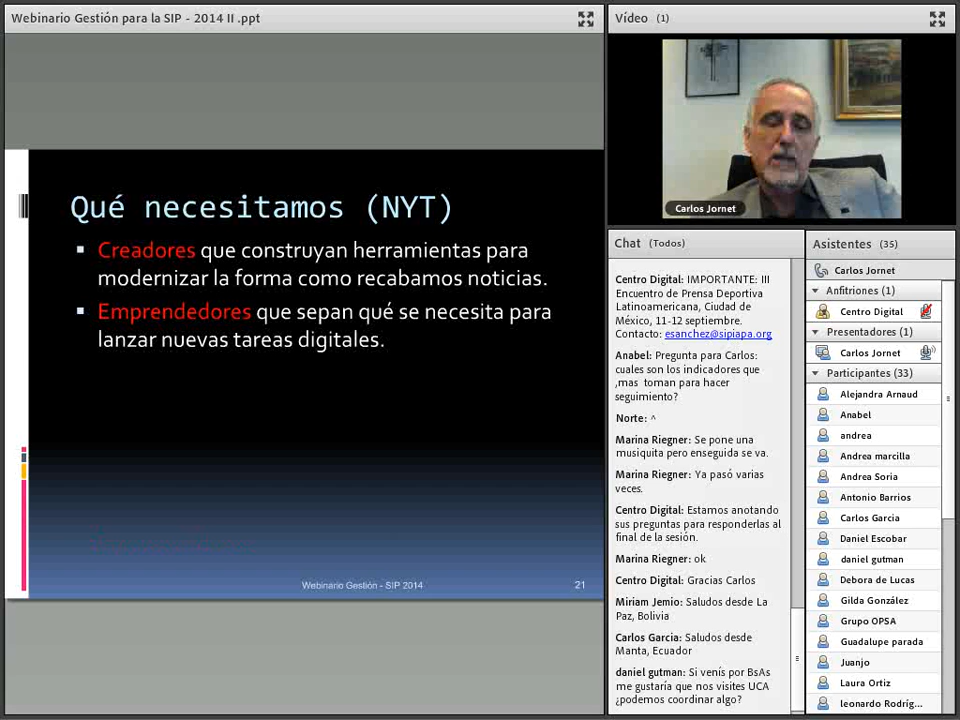 Webinario Gestión para la SIP - 2014 II .ppt
Qué necesitamos (NYT)
Creadores que construyan herramientas para
modernizar la forma como recabamos noticias.
Emprendedores que sepan qué se necesita para
lanzar nuevas tareas digitales.
Webinario Gestión - SIP 2014
21
Vídeo (1)
Carlos Jornet
Chat (Todos)
Centro Digital: IMPORTANTE: III
Encuentro de Prensa Deportiva
Latinoamericana, Ciudad de
México, 11-12 septiembre.
Contacto: esanchez@sipiapa.org
Anabel: Pregunta para Carlos:
cuales son los indicadores que
,mas toman para hacer
seguimiento?
Norte: ^
Marina Riegner: Se pone una
musiquita pero enseguida se va.
Marina Riegner: Ya pasó varias
veces.
Centro Digital: Estamos anotando
sus preguntas para responderlas al
final de la sesión.
Marina Riegner: ok
Centro Digital: Gracias Carlos
Miriam Jemio: Saludos desde La
Paz, Bolivia
Carlos Garcia: Saludos desde
Manta, Ecuador
daniel gutman: Si venís por BsAs
me gustaría que nos visites UCA
¿podemos coordinar algo?
Asistentes (35)
Carlos Jornet
Anfitriones (1)
Centro Digital
Presentadores (1)
Carlos Jornet
Participantes (33)
Alejandra Arnaud
Anabel
andrea
Andrea marcilla
Andrea Soria
Antonio Barrios
Carlos Garcia
Daniel Escobar
daniel gutman
Debora de Lucas
Gilda González
Grupo OPSA
Guadalupe parada
Juanjo
Laura Ortiz
leonardo Rodríg...